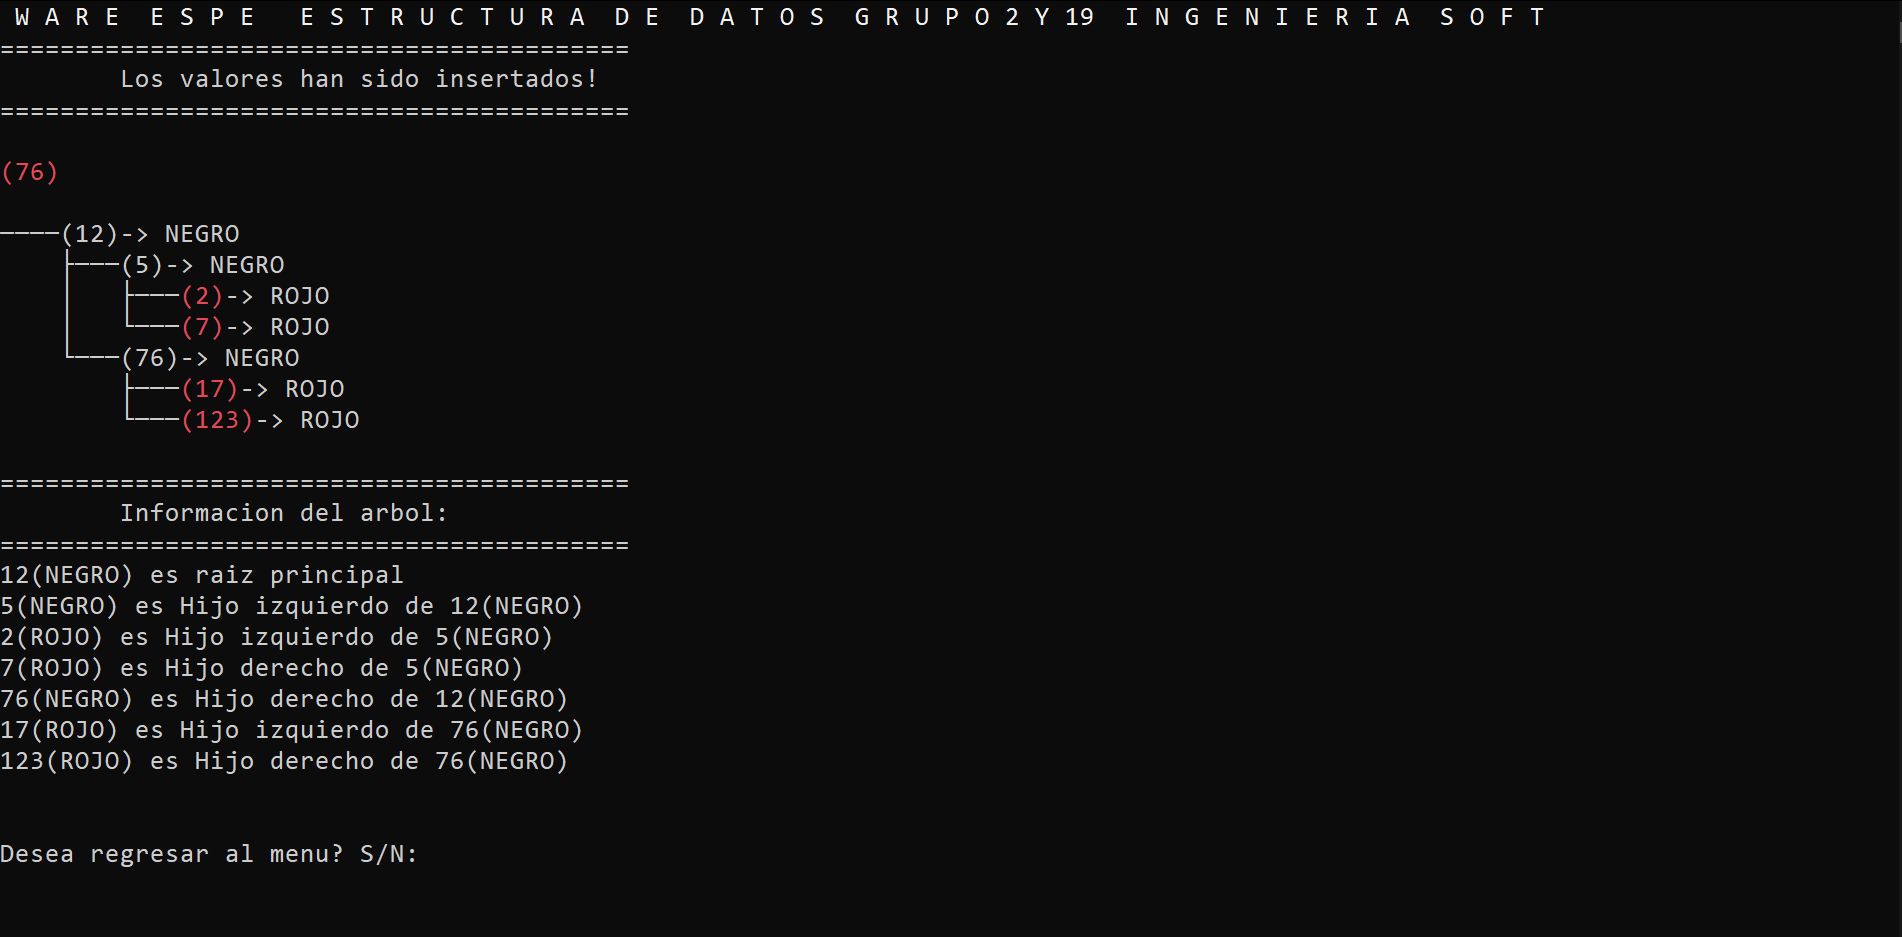 W A R E  E S P E   E S T R U C T U R A  D E  D A T O S  G R U P O 2 Y 19  I N G E N I E R I A  S O F T
==========================================
        Los valores han sido insertados!
==========================================
(76)
────(12)-> NEGRO
    ├───(5)-> NEGRO
    │   ├───(2)-> ROJO
    │   └───(7)-> ROJO
    └───(76)-> NEGRO
        ├───(17)-> ROJO
        └───(123)-> ROJO
==========================================
        Informacion del arbol:
==========================================
12(NEGRO) es raiz principal
5(NEGRO) es Hijo izquierdo de 12(NEGRO)
2(ROJO) es Hijo izquierdo de 5(NEGRO)
7(ROJO) es Hijo derecho de 5(NEGRO)
76(NEGRO) es Hijo derecho de 12(NEGRO)
17(ROJO) es Hijo izquierdo de 76(NEGRO)
123(ROJO) es Hijo derecho de 76(NEGRO)
Desea regresar al menu? S/N: